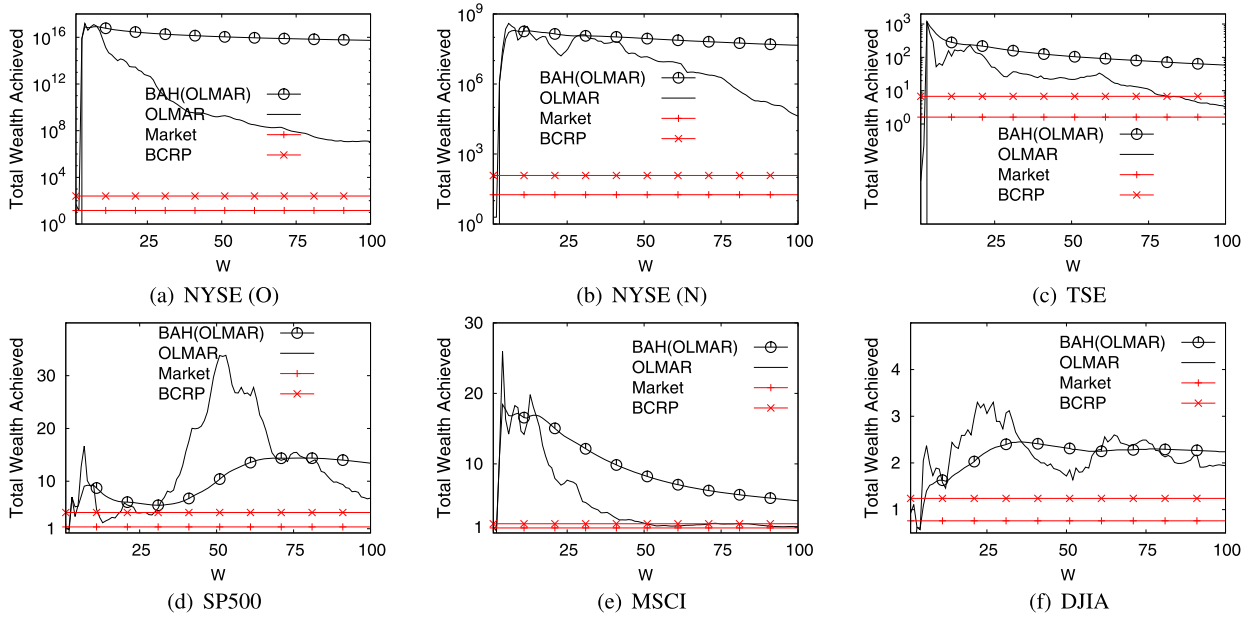 Total Wealth Achieved
10^16
10^12
10^8
10^4
10^0
BAH(OLMAR)
OLMAR
Market
BCRP
25 50 75 100
W
(a) NYSE (O)
Total Wealth Achieved
10^9
10^6
10^3
10^0
BAH(OLMAR)
OLMAR
Market
BCRP
25 50 75 100
W
(b) NYSE (N)
Total Wealth Achieved
10^3
10^2
10^1
10^0
BAH(OLMAR)
OLMAR
Market
BCRP
25 50 75 100
W
(c) TSE
Total Wealth Achieved
30
20
10
1
BAH(OLMAR)
OLMAR
Market
BCRP
25 50 75 100
W
(d) SP500
Total Wealth Achieved
30
20
10
1
BAH(OLMAR)
OLMAR
Market
BCRP
25 50 75 100
W
(e) MSCI
Total Wealth Achieved
4
3
2
1
BAH(OLMAR)
OLMAR
Market
BCRP
25 50 75 100
W
(f) DJIA